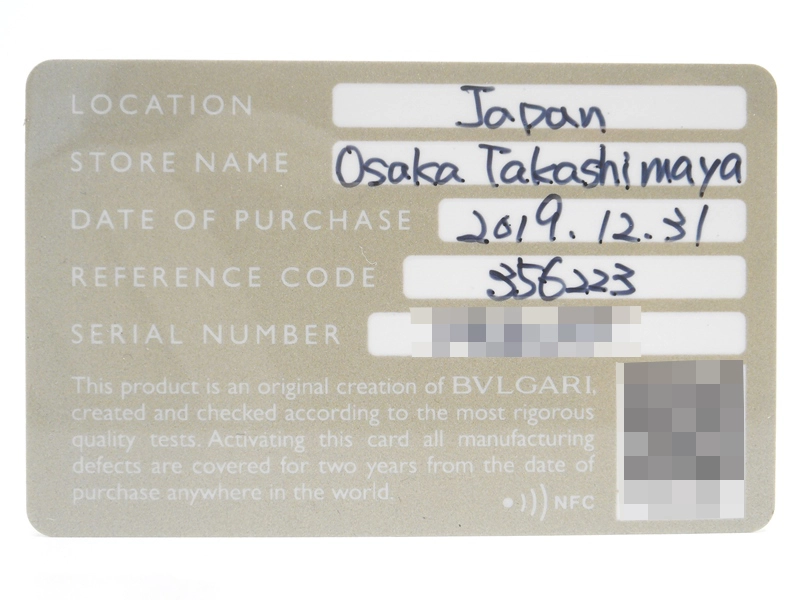 LOCATION Japan
STORE NAME Osaka Takashimaya
DATE OF PURCHASE 2019.12.31
REFERENCE CODE 356223
SERIAL NUMBER
This product is an original creation of BVLGARI,
created and checked according to the most rigorous
quality tests. Activating this card all manufacturing
defects are covered for two years from the date of
purchase anywhere in the world.
NFC